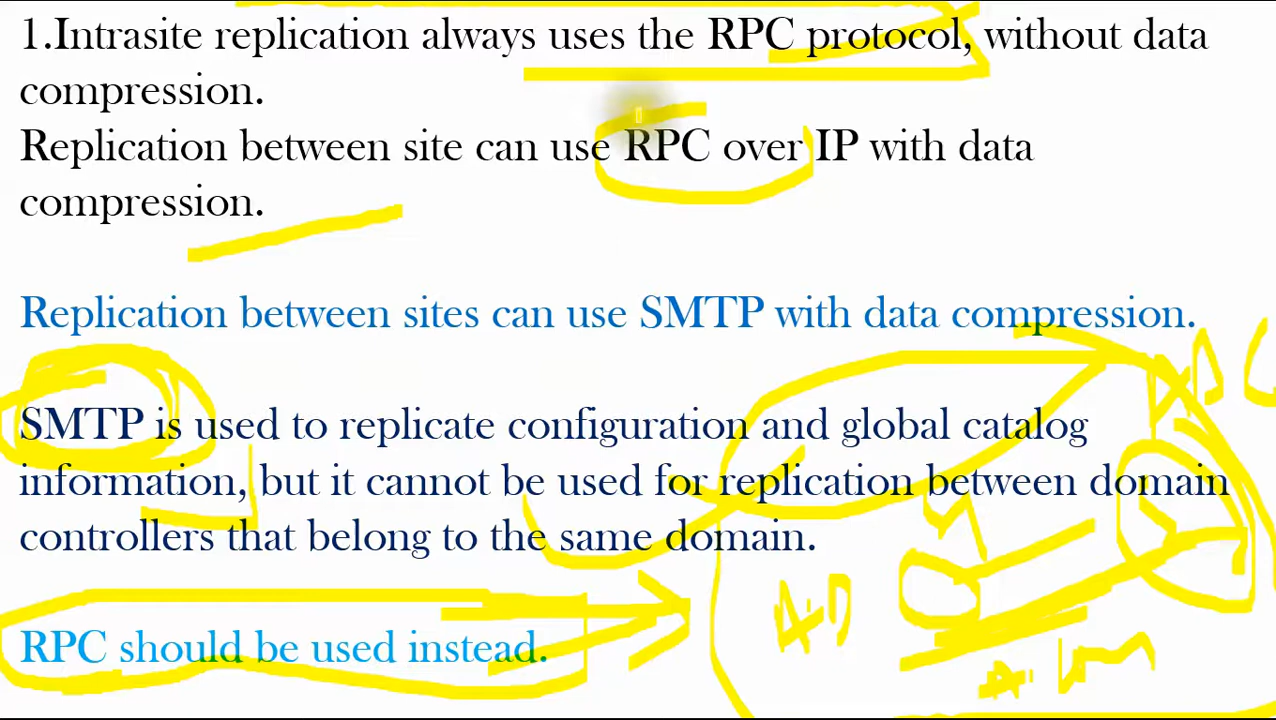 1.Intrasite replication always uses the RPC protocol, without data
compression.
Replication between site can use RPC over IP with data
compression.
Replication between sites can use SMTP with data compression.
SMTP is used to replicate configuration and global catalog
information, but it cannot be used for replication between domain
controllers that belong to the same domain.
RPC should be used instead.